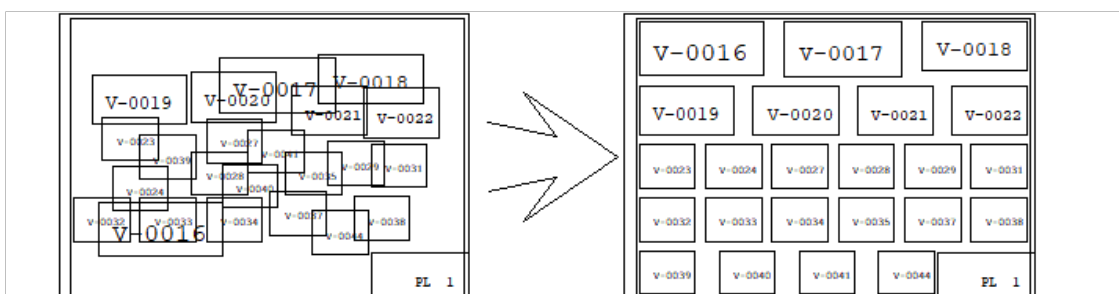 V-0018
V-0017
V-0019
V-0020
V-0021
V-0022
V-0023
V-0027
V-0041
V-0039
V-0029
V-0031
V-0028
V-0035
V-0024
V-0040
V-0032
V-0033
V-0034
V-0037
V-0038
V-0016
V-0044
PL 1
V-0016 V-0017 V-0018
V-0019 V-0020 V-0021 V-0022
V-0023 V-0024 V-0027 V-0028 V-0029 V-0031
V-0032 V-0033 V-0034 V-0035 V-0037 V-0038
V-0039 V-0040 V-0041 V-0044
PL 1